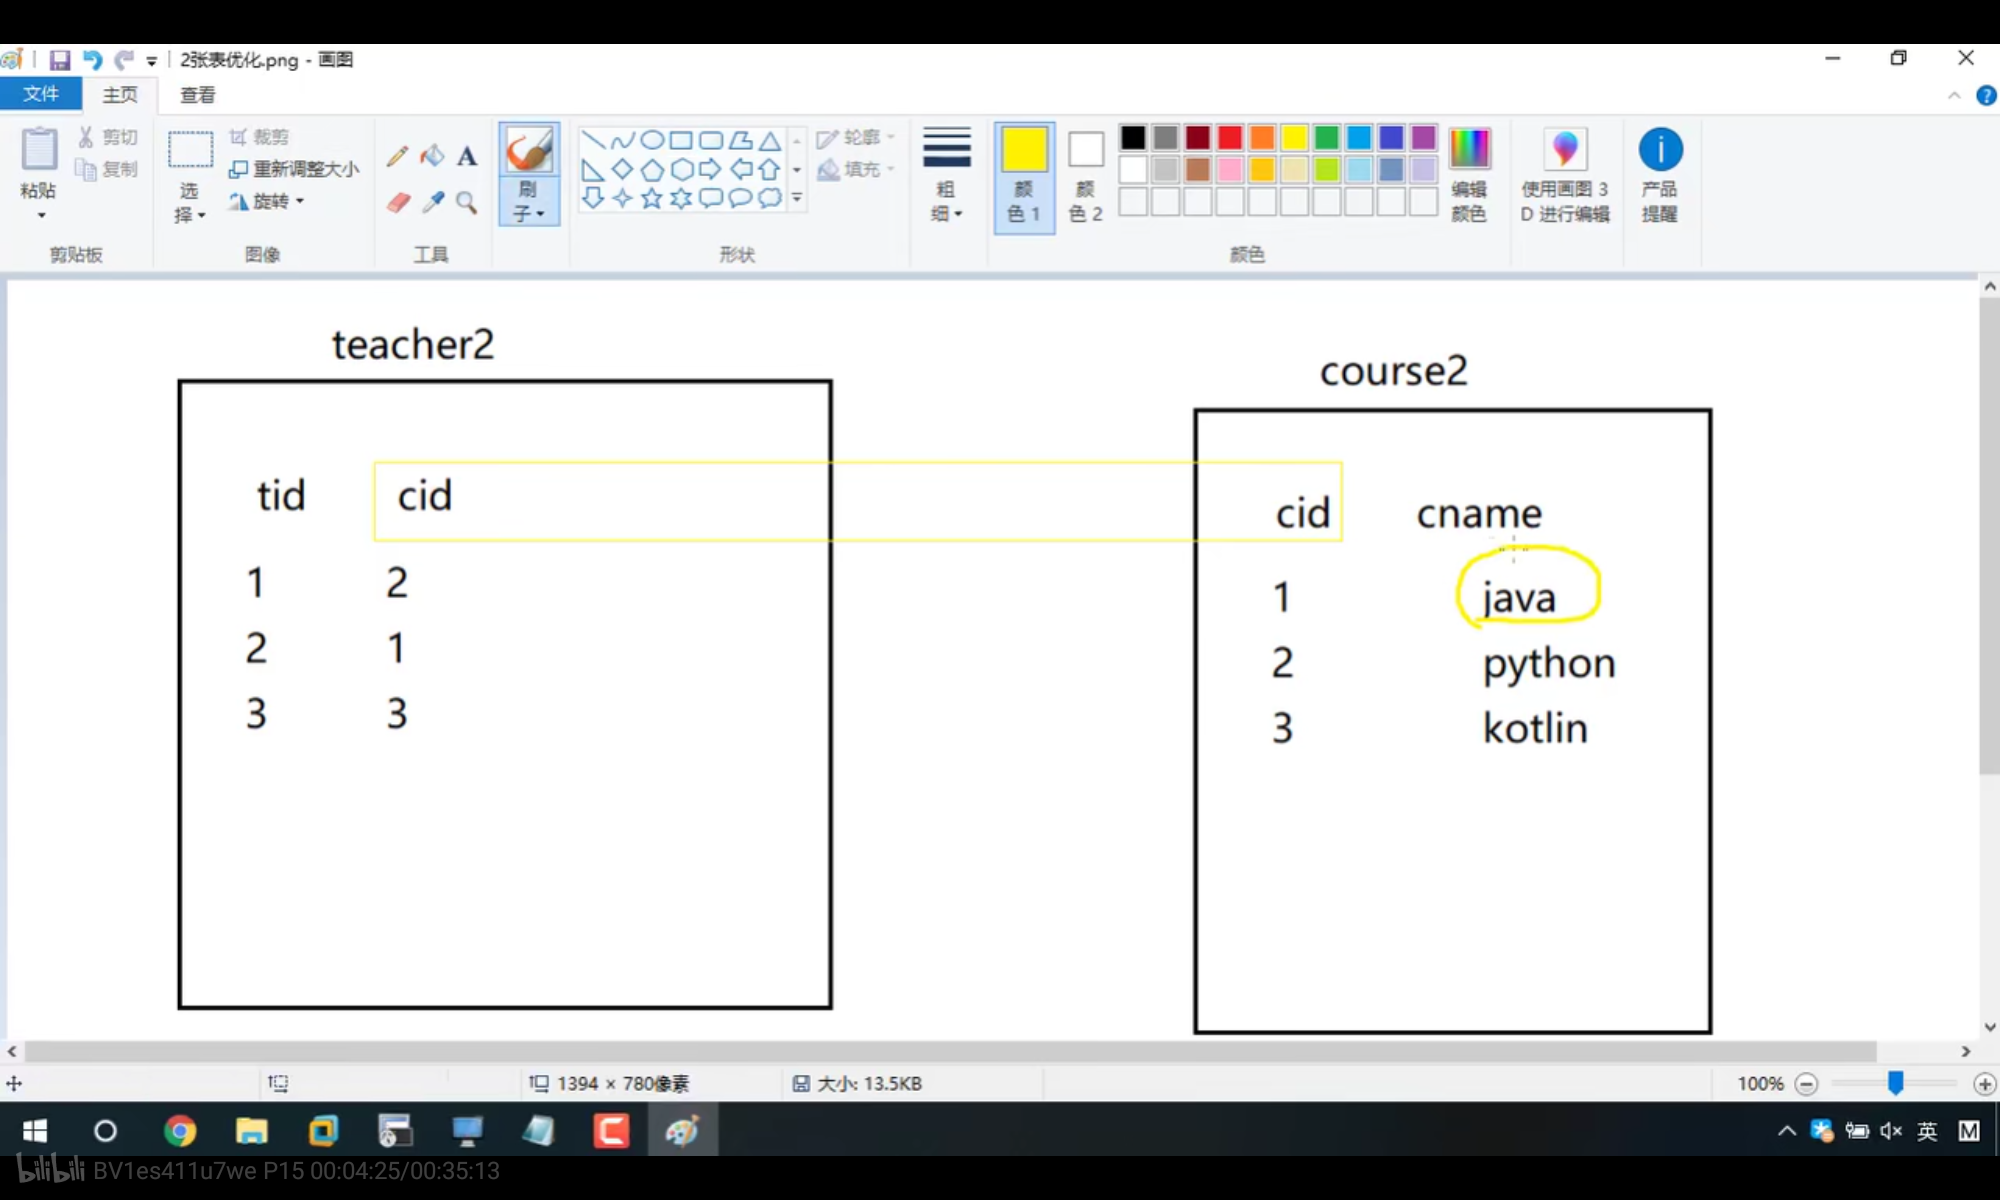 2张表优化.png - 画图
文件 主页 查看
粘贴 剪切 复制 剪贴板
选择 裁剪 重新调整大小 旋转 图像
A 工具
刷子
轮廓 填充 形状
粗细
颜色 1 颜色 2 编辑颜色 颜色
使用画图 3D 进行编辑
产品提醒
teacher2
tid cid
1 2
2 1
3 3
course2
cid cname
1 java
2 python
3 kotlin
1394 × 780像素 大小: 13.5KB 100%
英 M
bilibili BV1es411u7we P15 00:04:25/00:35:13